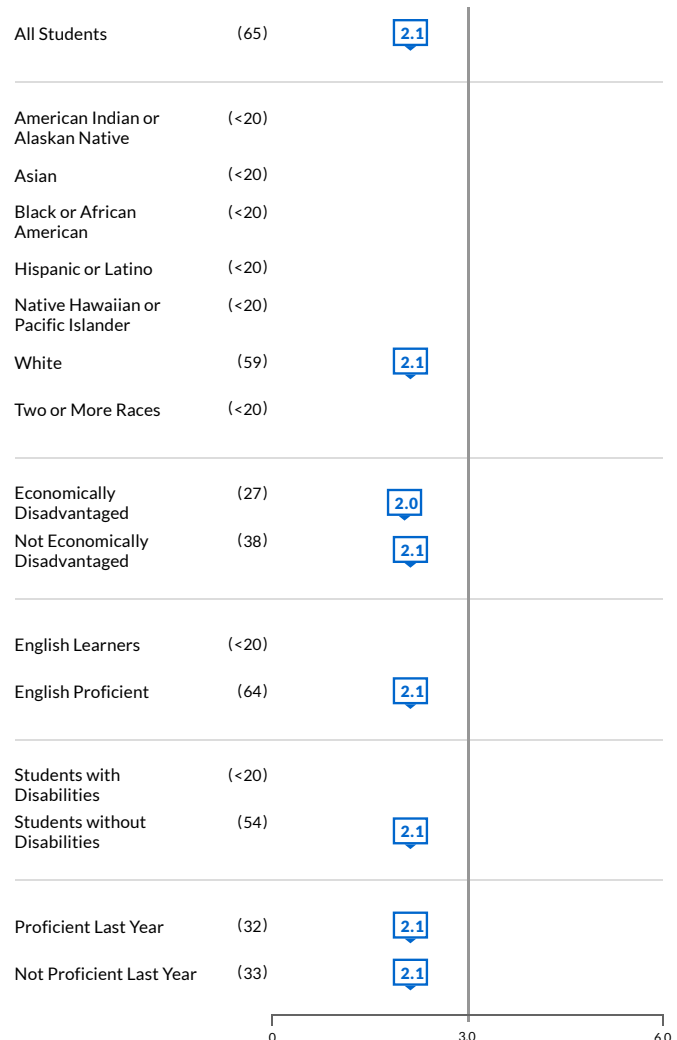 All Students (65) 2.1
American Indian or (<20)
Alaskan Native
Asian (<20)
Black or African (<20)
American
Hispanic or Latino (<20)
Native Hawaiian or (<20)
Pacific Islander
White (59) 2.1
Two or More Races (<20)
Economically (27) 2.0
Disadvantaged
Not Economically (38) 2.1
Disadvantaged
English Learners (<20)
English Proficient (64) 2.1
Students with (<20)
Disabilities
Students without (54) 2.1
Disabilities
Proficient Last Year (32) 2.1
Not Proficient Last Year (33) 2.1
0 3.0 6.0